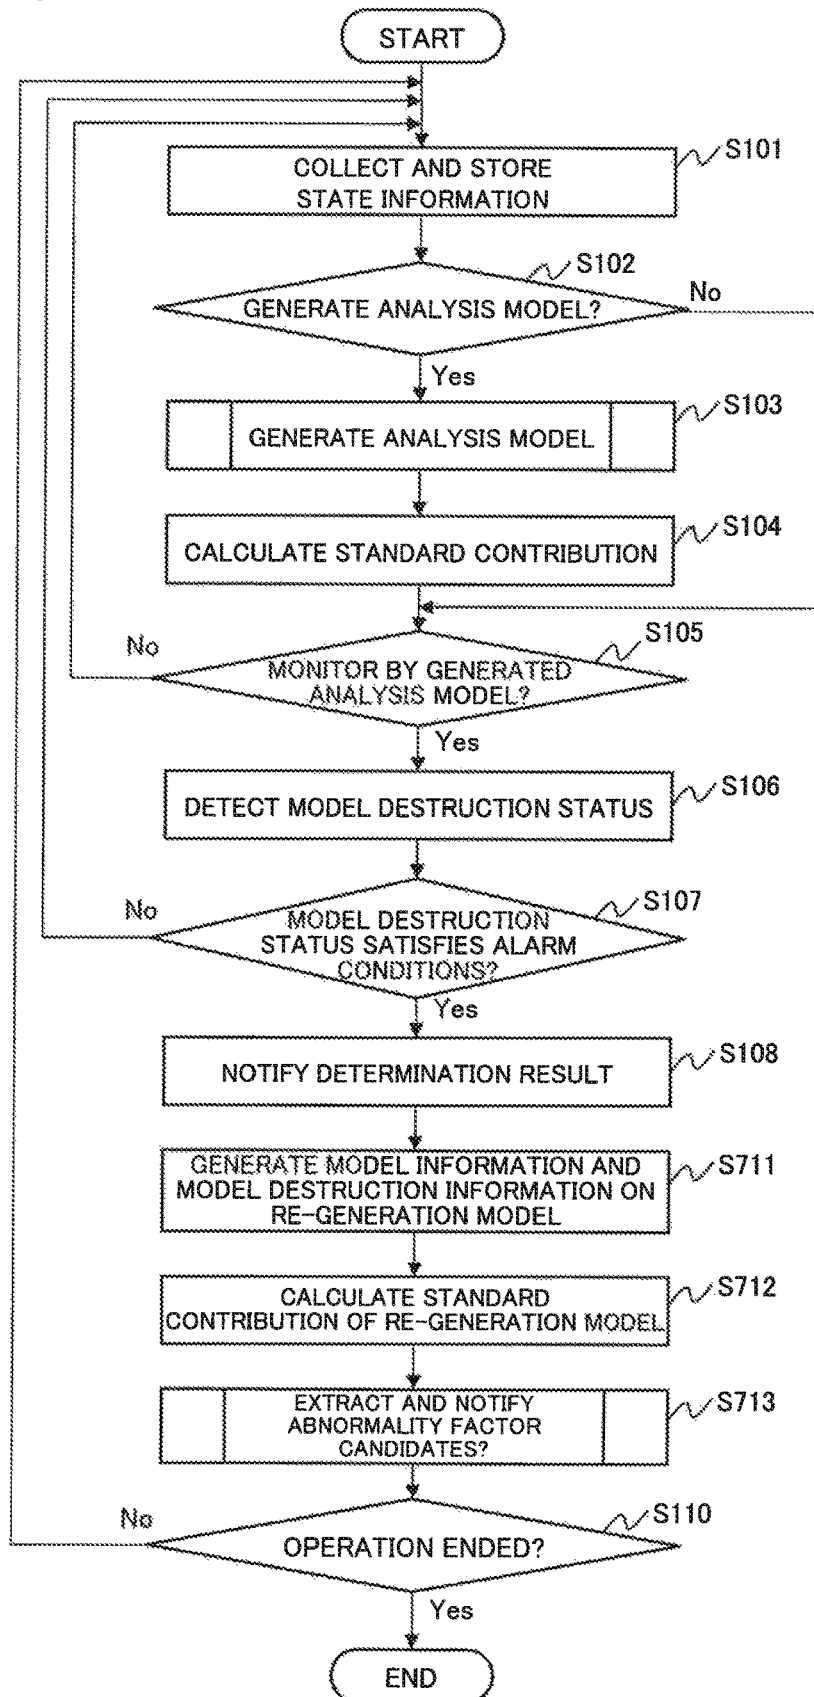 START
COLLECT AND STORE
STATE INFORMATION
S101
GENERATE ANALYSIS MODEL?
S102
No
Yes
GENERATE ANALYSIS MODEL
S103
CALCULATE STANDARD CONTRIBUTION
S104
MONITOR BY GENERATED
ANALYSIS MODEL?
S105
No
Yes
DETECT MODEL DESTRUCTION STATUS
S106
MODEL DESTRUCTION
STATUS SATISFIES ALARM
CONDITIONS?
S107
No
Yes
NOTIFY DETERMINATION RESULT
S108
GENERATE MODEL INFORMATION AND
MODEL DESTRUCTION INFORMATION ON
RE-GENERATION MODEL
S711
CALCULATE STANDARD
CONTRIBUTION OF RE-GENERATION MODEL
S712
EXTRACT AND NOTIFY
ABNORMALITY FACTOR
CANDIDATES?
S713
OPERATION ENDED?
S110
No
Yes
END